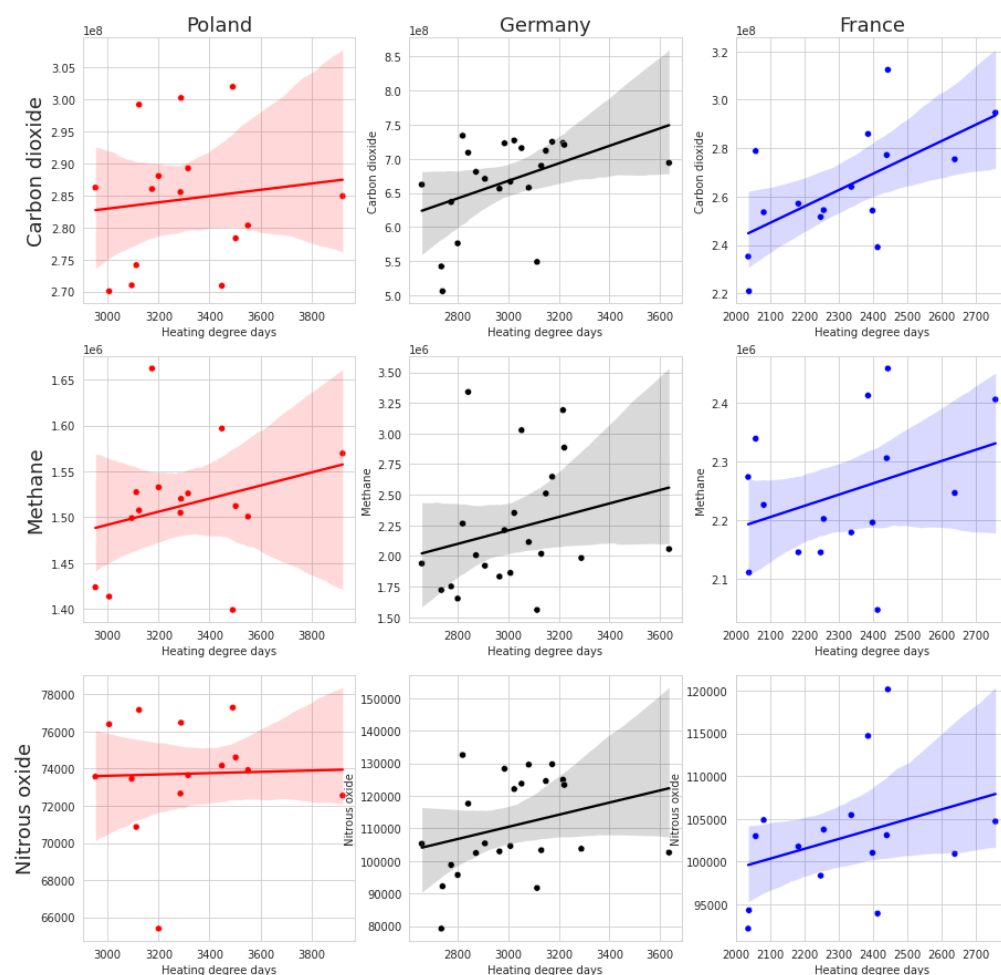 Poland Germany France
1e8 1e8 1e8
Carbon dioxide
3.05
3.00
2.95
2.90
2.85
2.80
2.75
2.70
3000 3200 3400 3600 3800
Heating degree days
Carbon dioxide
8.5
8.0
7.5
7.0
6.5
6.0
5.5
5.0
2800 3000 3200 3400 3600
Heating degree days
Carbon dioxide
3.2
3.0
2.8
2.6
2.4
2.2
2000 2100 2200 2300 2400 2500 2600 2700
Heating degree days
1e6 1e6 1e6
Methane
1.65
1.60
1.55
1.50
1.45
1.40
3000 3200 3400 3600 3800
Heating degree days
Methane
3.50
3.25
3.00
2.75
2.50
2.25
2.00
1.75
1.50
2800 3000 3200 3400 3600
Heating degree days
Methane
2.4
2.3
2.2
2.1
2000 2100 2200 2300 2400 2500 2600 2700
Heating degree days
Nitrous oxide
78000
76000
74000
72000
70000
68000
66000
3000 3200 3400 3600 3800
Heating degree days
Nitrous oxide
150000
140000
130000
120000
110000
100000
90000
80000
2800 3000 3200 3400 3600
Heating degree days
Nitrous oxide
120000
115000
110000
105000
100000
95000
2000 2100 2200 2300 2400 2500 2600 2700
Heating degree days